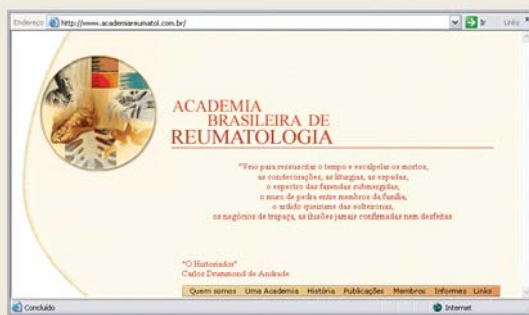 Endereço http://www.academiareumatol.com.br/ Ir Links
ACADEMIA
BRASILEIRA DE
REUMATOLOGIA
"Veio para ressuscitar o tempo e escalpelar os mortos,
as condecorações, as liturgias, as espadas,
o espectro das fazendas submergidas,
o muro de pedra entre membros da família,
o ardido queixume das solteironas,
os negócios de trapaça, as ilusões jamais confirmadas nem desfeitas
"O Historiador"
Carlos Drummond de Andrade
Quem somos Uma Academia História Publicações Membros Informes Links
Concluído Internet